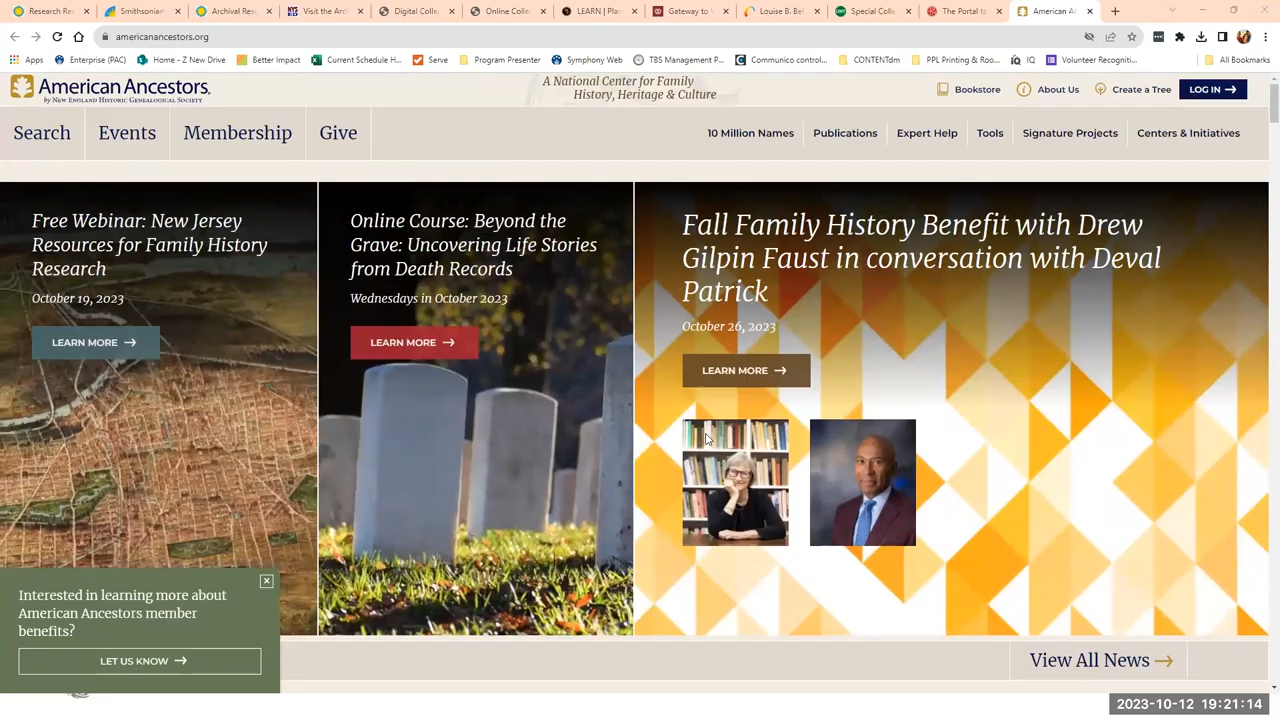 Research Res
Smithsonian
Archival Res
Visit the Arc
Digital Colle
Online Colle
LEARN | Plan
Gateway to V
Louise B. Be
Special Colle
The Portal to
American An
americanancestors.org
Apps
Enterprise (PAC)
Home - Z New Drive
Better Impact
Current Schedule H...
Serve
Program Presenter
Symphony Web
TBS Management P...
Communico control...
CONTENTdm
PPL Printing & Roo...
IQ
Volunteer Recogniti...
All Bookmarks
American Ancestors
by NEW ENGLAND HISTORIC GENEALOGICAL SOCIETY
A National Center for Family
History, Heritage & Culture
Bookstore
About Us
Create a Tree
LOG IN
Search
Events
Membership
Give
10 Million Names
Publications
Expert Help
Tools
Signature Projects
Centers & Initiatives
Free Webinar: New Jersey
Resources for Family History
Research
October 19, 2023
LEARN MORE
Online Course: Beyond the
Grave: Uncovering Life Stories
from Death Records
Wednesdays in October 2023
LEARN MORE
Fall Family History Benefit with Drew
Gilpin Faust in conversation with Deval
Patrick
October 26, 2023
LEARN MORE
Interested in learning more about
American Ancestors member
benefits?
LET US KNOW
View All News
2023-10-12 19:21:14